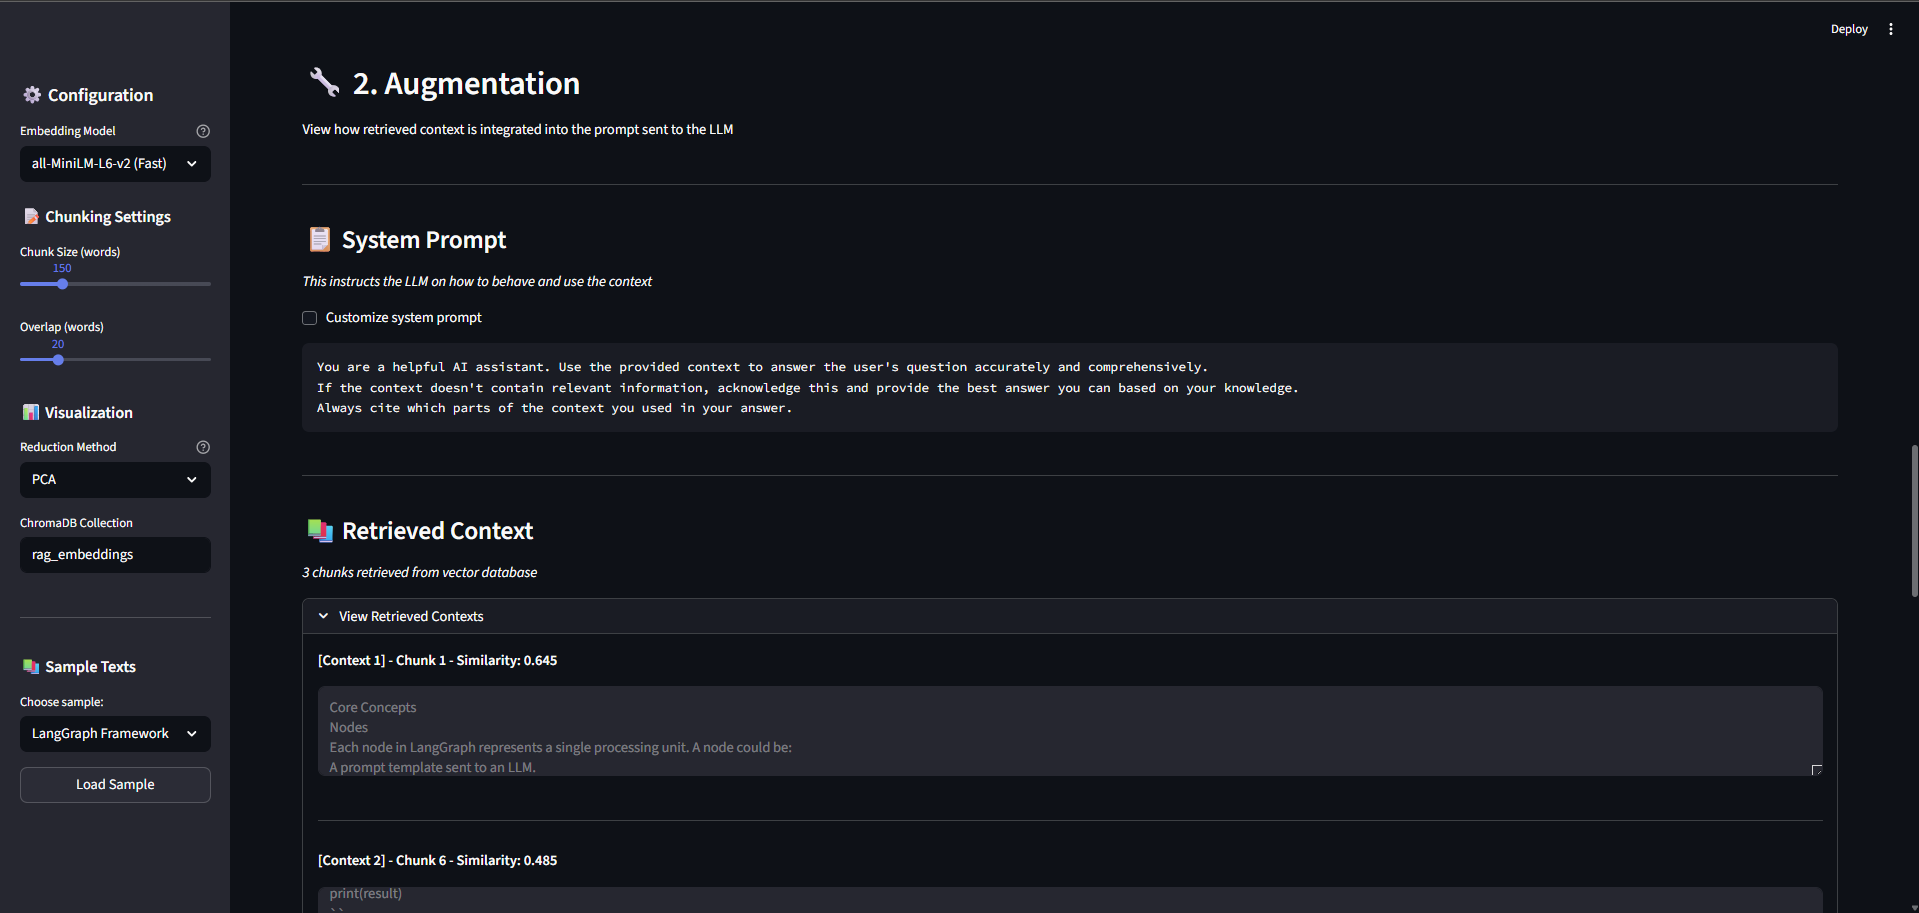 Deploy
Configuration
Embedding Model
all-MiniLM-L6-v2 (Fast)
Chunking Settings
Chunk Size (words)
150
Overlap (words)
20
Visualization
Reduction Method
PCA
ChromaDB Collection
rag_embeddings
Sample Texts
Choose sample:
LangGraph Framework
Load Sample
2. Augmentation
View how retrieved context is integrated into the prompt sent to the LLM
System Prompt
This instructs the LLM on how to behave and use the context
Customize system prompt
You are a helpful AI assistant. Use the provided context to answer the user's question accurately and comprehensively.
If the context doesn't contain relevant information, acknowledge this and provide the best answer you can based on your knowledge.
Always cite which parts of the context you used in your answer.
Retrieved Context
3 chunks retrieved from vector database
View Retrieved Contexts
[Context 1] - Chunk 1 - Similarity: 0.645
Core Concepts
Nodes
Each node in LangGraph represents a single processing unit. A node could be:
A prompt template sent to an LLM.
[Context 2] - Chunk 6 - Similarity: 0.485
print(result)